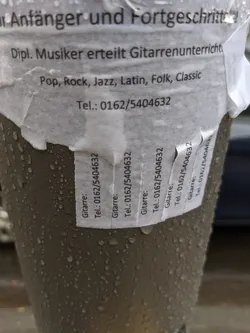 Anfänger und Fortgeschritt
Dipl. Musiker erteilt Gitarrenunterricht
Pop, Rock, Jazz, Latin, Folk, Classic
Tel.: 0162/5404632
Gitarre:
Tel.: 0162/5404632
Gitarre:
Tel.: 0162/5404632
Gitarre:
Tel.: 0162/5404632
Gitarre:
Tel.: 0162/5404632